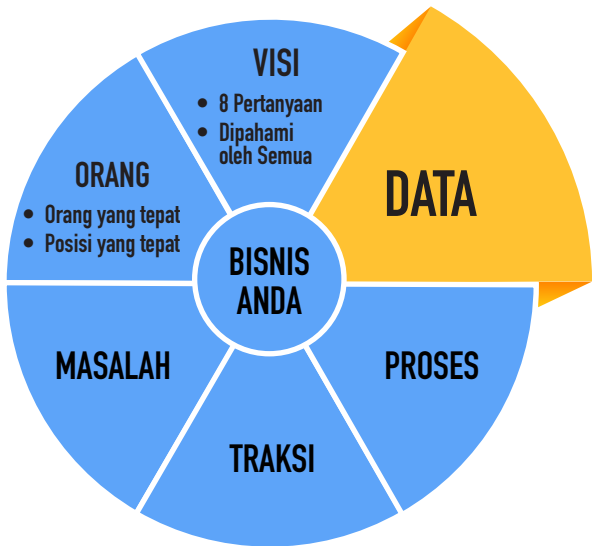 VISI
• 8 Pertanyaan
• Dipahami
oleh Semua
DATA
ORANG
• Orang yang tepat
• Posisi yang tepat
BISNIS
ANDA
MASALAH
PROSES
TRAKSI